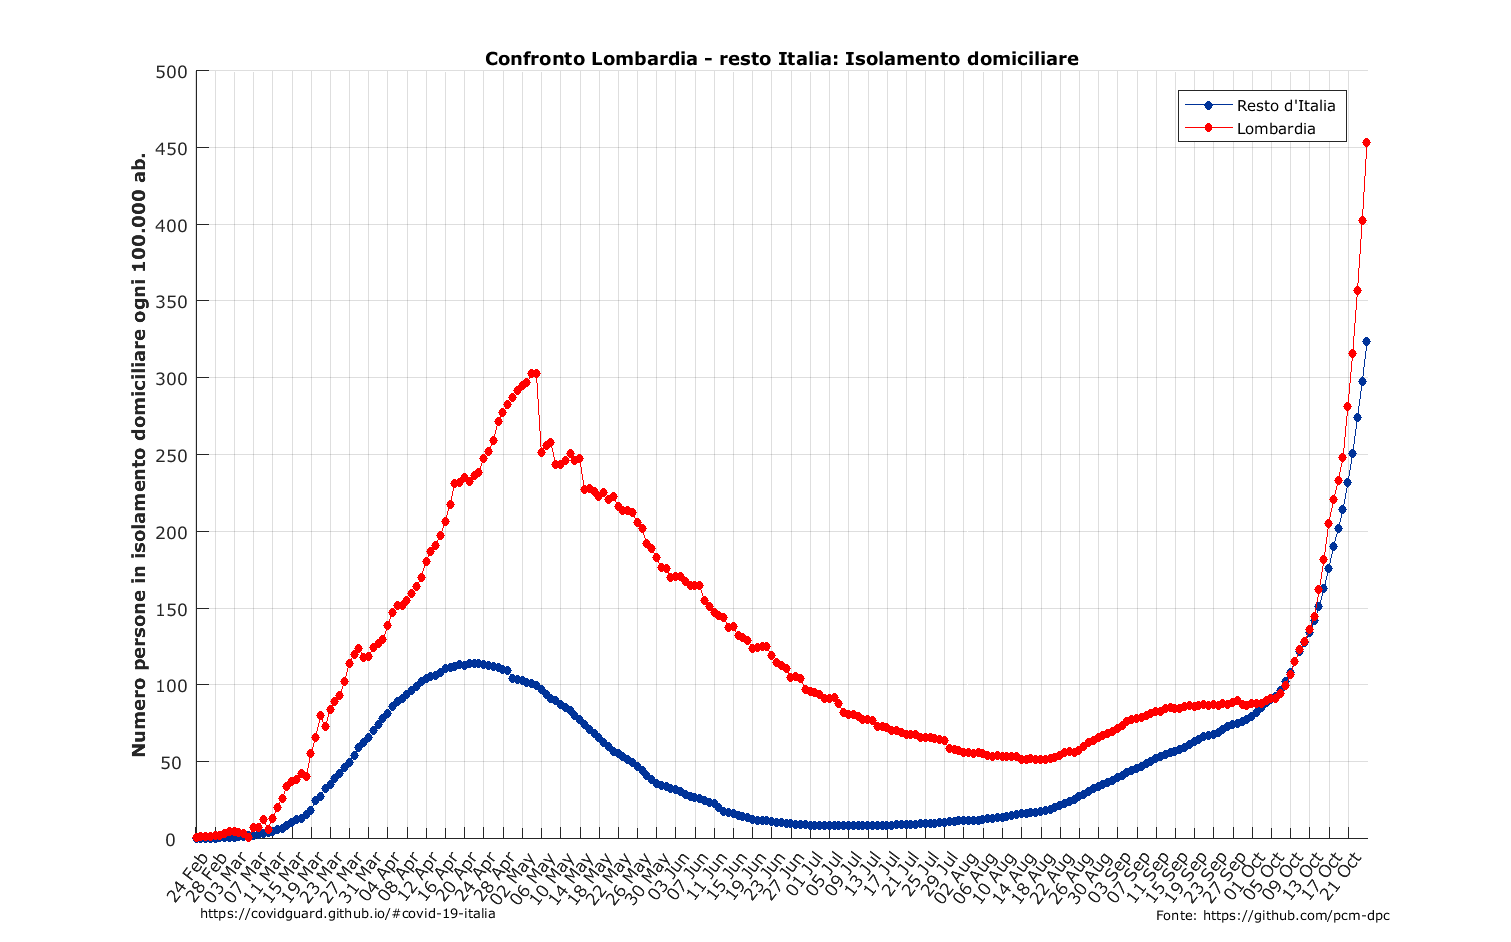 Confronto Lombardia - resto Italia: Isolamento domiciliare
Numero persone in isolamento domiciliare ogni 100.000 ab.
500
450
400
350
300
250
200
150
100
50
0
Resto d'Italia
Lombardia
24 Feb
28 Feb
03 Mar
07 Mar
11 Mar
15 Mar
19 Mar
23 Mar
27 Mar
31 Mar
04 Apr
08 Apr
12 Apr
16 Apr
20 Apr
24 Apr
28 Apr
02 May
06 May
10 May
14 May
18 May
22 May
26 May
30 May
03 Jun
07 Jun
11 Jun
15 Jun
19 Jun
23 Jun
27 Jun
01 Jul
05 Jul
09 Jul
13 Jul
17 Jul
21 Jul
25 Jul
29 Jul
02 Aug
06 Aug
10 Aug
14 Aug
18 Aug
22 Aug
26 Aug
30 Aug
03 Sep
07 Sep
11 Sep
15 Sep
19 Sep
23 Sep
27 Sep
01 Oct
05 Oct
09 Oct
13 Oct
17 Oct
21 Oct
https://covidguard.github.io/#covid-19-italia
Fonte: https://github.com/pcm-dpc